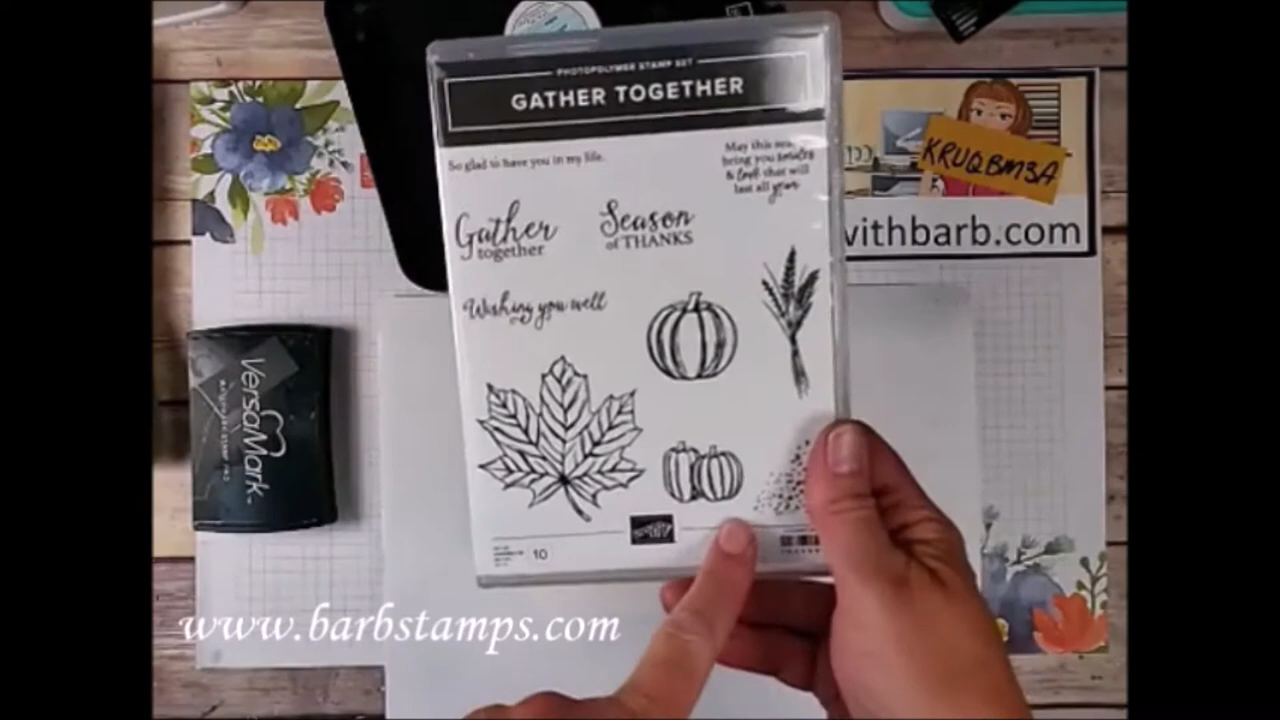 PHOTOPOLYMER STAMP SET
GATHER TOGETHER
So glad to have you in my life.
May this
bring you smiles
& love that will
last all year
Gather
together
Season
of THANKS
Wishing you well
10
KRUQBM3A
withbarb.com
VersaMark
www.barbstamps.com